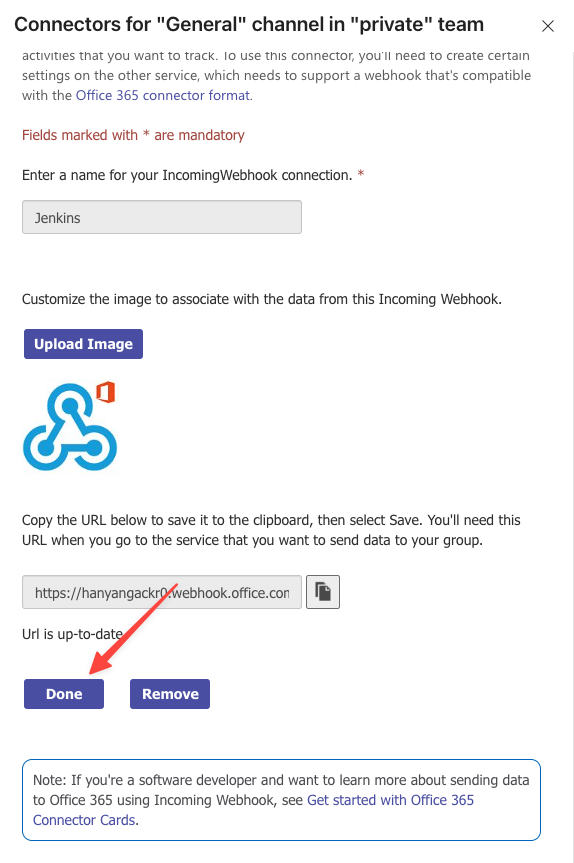 Connectors for "General" channel in "private" team
activities that you want to track. To use this connector, you'll need to create certain
settings on the other service, which needs to support a webhook that's compatible
with the Office 365 connector format.
Fields marked with * are mandatory
Enter a name for your IncomingWebhook connection. *
Jenkins
Customize the image to associate with the data from this Incoming Webhook.
Upload Image
Copy the URL below to save it to the clipboard, then select Save. You'll need this
URL when you go to the service that you want to send data to your group.
https://hanyangackr0.webhook.office.con
Url is up-to-date
Done Remove
Note: If you're a software developer and want to learn more about sending data
to Office 365 using Incoming Webhook, see Get started with Office 365
Connector Cards.